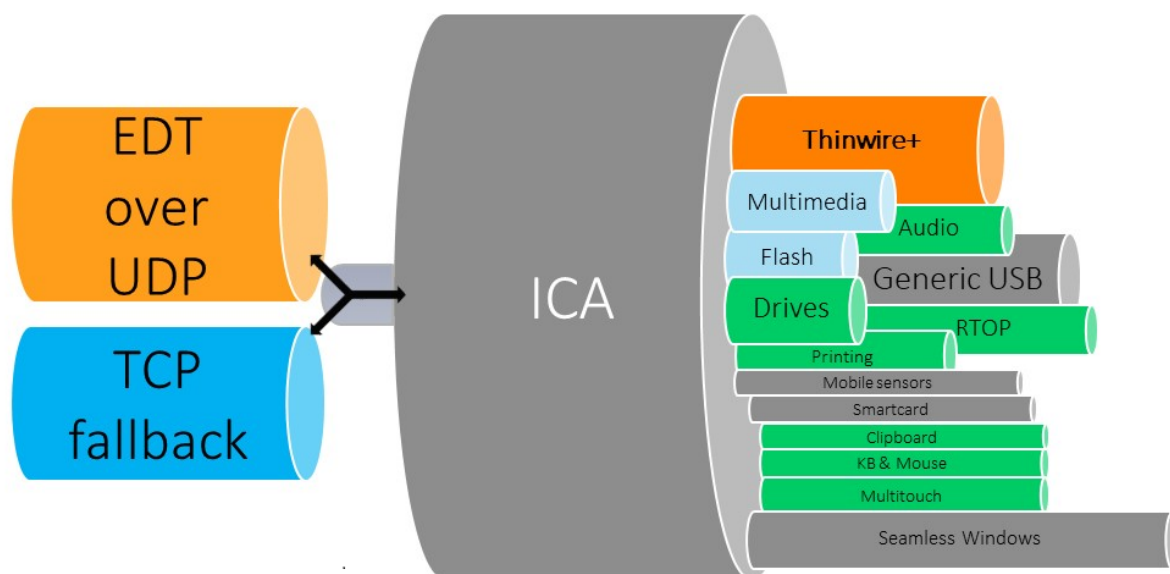 EDT
over
UDP
TCP
fallback
ICA
Thinwire+
Multimedia
Audio
Flash
Generic USB
Drives
RTOP
Printing
Mobile sensors
Smartcard
Clipboard
KB & Mouse
Multitouch
Seamless Windows